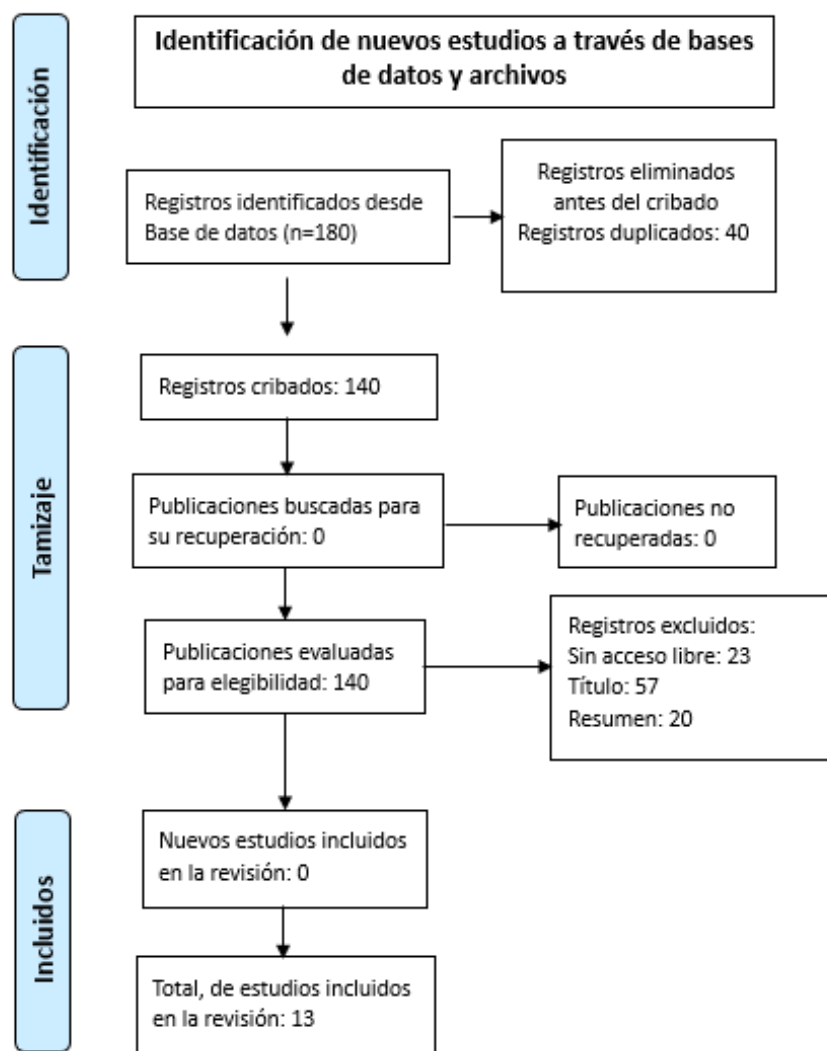 Identificación
Identificación de nuevos estudios a través de bases
de datos y archivos
Registros identificados desde
Base de datos (n=180)
Registros eliminados
antes del cribado
Registros duplicados: 40
Tamizaje
Registros cribados: 140
Publicaciones buscadas para
su recuperación: 0
Publicaciones no
recuperadas: 0
Publicaciones evaluadas
para elegibilidad: 140
Registros excluidos:
Sin acceso libre: 23
Título: 57
Resumen: 20
Incluidos
Nuevos estudios incluidos
en la revisión: 0
Total, de estudios incluidos
en la revisión: 13